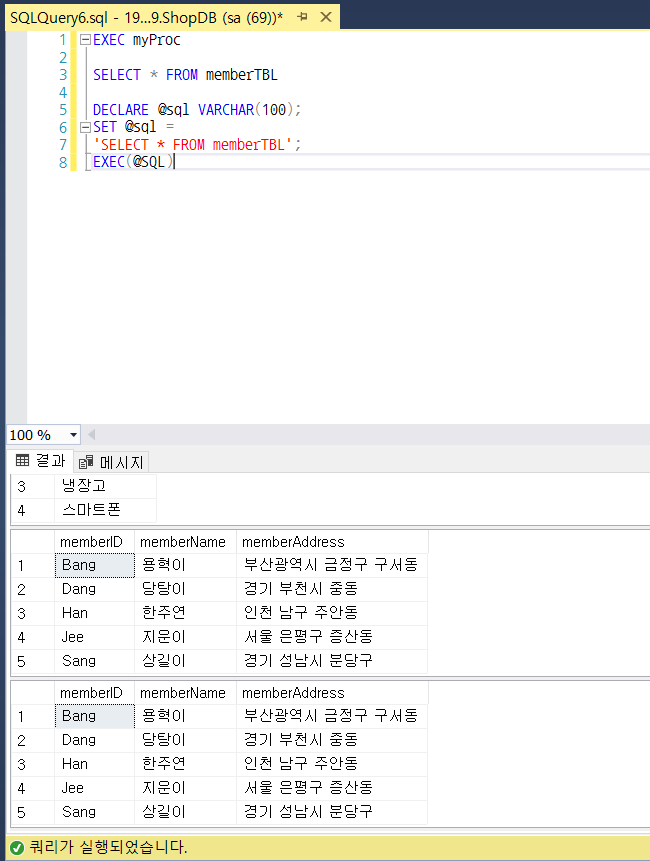 SQLQuery6.sql - 19...9.ShopDB (sa (69))*
1 EXEC myProc
2
3 SELECT * FROM memberTBL
4
5 DECLARE @sql VARCHAR(100);
6 SET @sql =
7 'SELECT * FROM memberTBL';
8 EXEC(@SQL)
100 %
결과 메시지
3 냉장고
4 스마트폰
memberID memberName memberAddress
1 Bang 용혁이 부산광역시 금정구 구서동
2 Dang 당탕이 경기 부천시 중동
3 Han 한주연 인천 남구 주안동
4 Jee 지운이 서울 은평구 증산동
5 Sang 상길이 경기 성남시 분당구
memberID memberName memberAddress
1 Bang 용혁이 부산광역시 금정구 구서동
2 Dang 당탕이 경기 부천시 중동
3 Han 한주연 인천 남구 주안동
4 Jee 지운이 서울 은평구 증산동
5 Sang 상길이 경기 성남시 분당구
쿼리가 실행되었습니다.